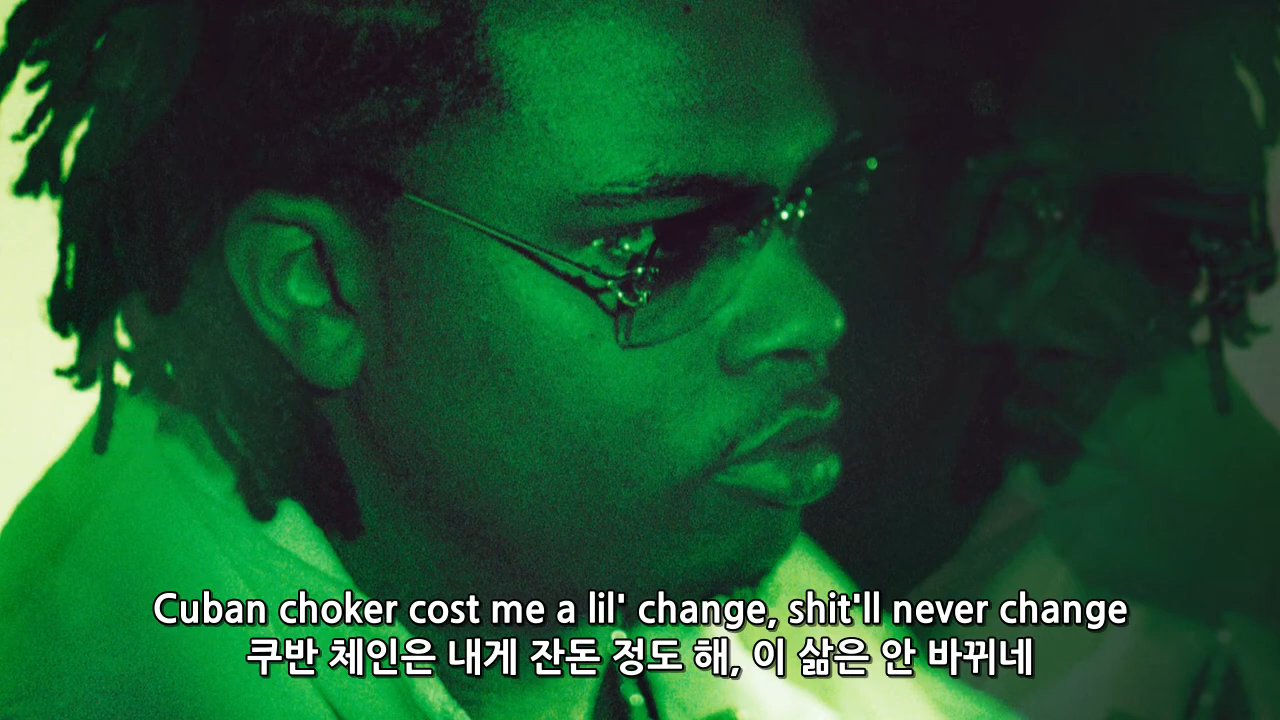 Cuban choker cost me a lil' change, shit'll never change
쿠반 체인은 내게 잔돈 정도 해, 이 삶은 안 바뀌네